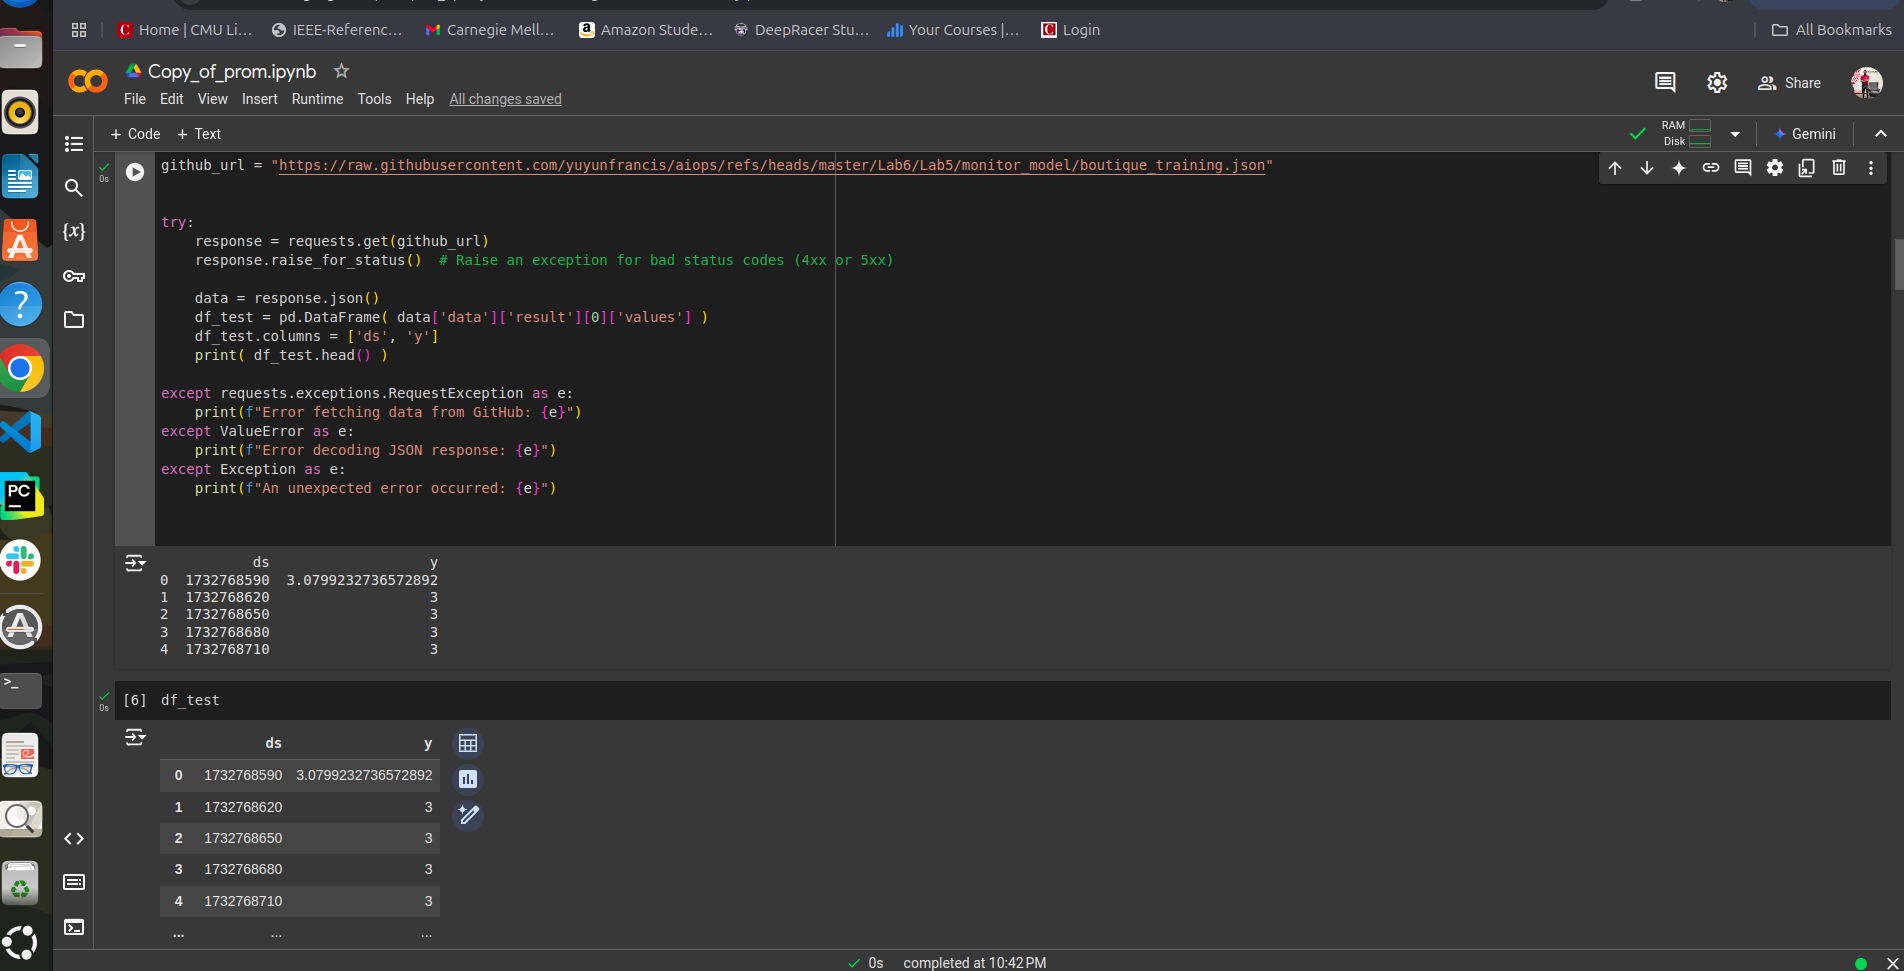 Home | CMU Li...
IEEE-Referenc...
Carnegie Mell...
Amazon Stude...
DeepRacer Stu...
Your Courses |...
Login
All Bookmarks
Copy_of_prom.ipynb
File Edit View Insert Runtime Tools Help All changes saved
Share
+ Code + Text
RAM
Disk
Gemini
0s
github_url = "https://raw.githubusercontent.com/yuyunfrancis/aiops/refs/heads/master/Lab6/Lab5/monitor_model/boutique_training.json"
try:
    response = requests.get(github_url)
    response.raise_for_status()  # Raise an exception for bad status codes (4xx or 5xx)
    data = response.json()
    df_test = pd.DataFrame( data['data']['result'][0]['values'] )
    df_test.columns = ['ds', 'y']
    print( df_test.head() )
except requests.exceptions.RequestException as e:
    print(f"Error fetching data from GitHub: {e}")
except ValueError as e:
    print(f"Error decoding JSON response: {e}")
except Exception as e:
    print(f"An unexpected error occurred: {e}")
ds y
0 1732768590 3.0799232736572892
1 1732768620 3
2 1732768650 3
3 1732768680 3
4 1732768710 3
0s
[6] df_test
ds y
0 1732768590 3.0799232736572892
1 1732768620 3
2 1732768650 3
3 1732768680 3
4 1732768710 3
... ... ...
0s completed at 10:42 PM
PC
{x}